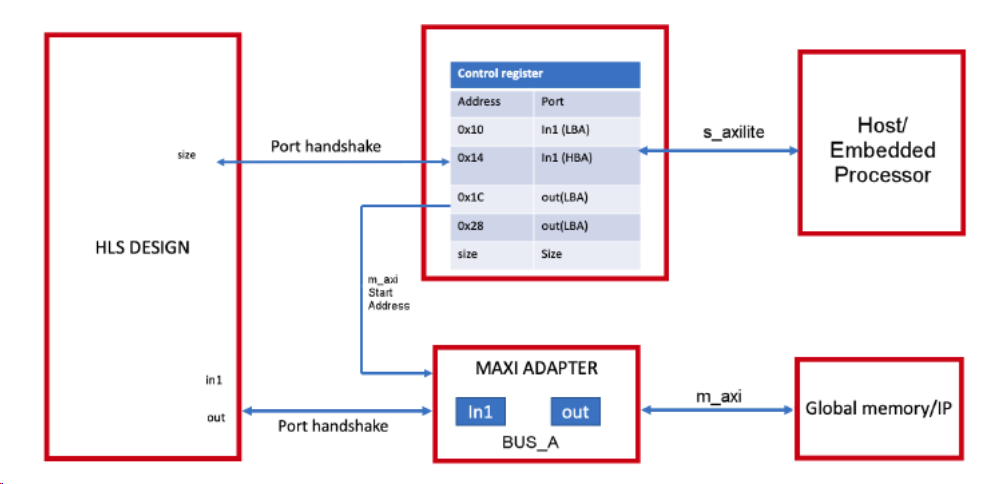 Control register
Address Port
0x10 In1 (LBA)
0x14 In1 (HBA)
0x1C out(LBA)
0x28 out(LBA)
size Size
size
Port handshake
s_axilite
Host/
Embedded
Processor
HLS DESIGN
m_axi
Start
Address
in1
out
Port handshake
MAXI ADAPTER
In1 out
BUS_A
m_axi
Global memory/IP